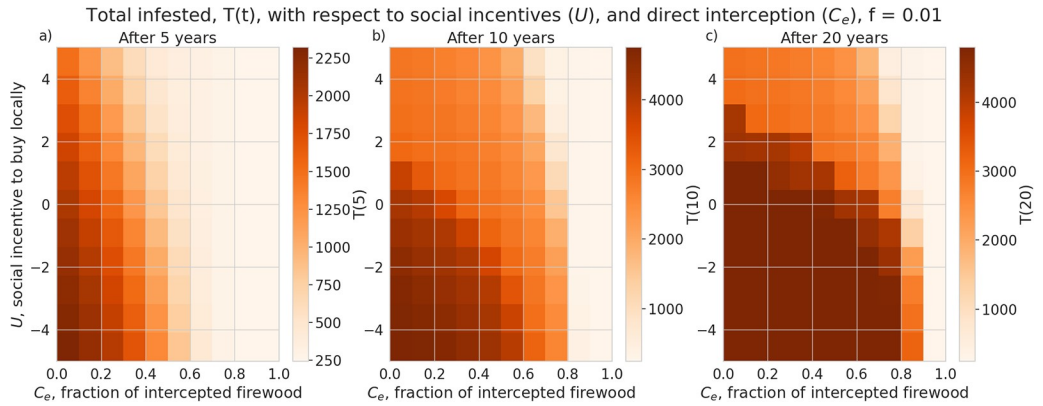 Total infested, T(t), with respect to social incentives (U), and direct interception (Ce), f = 0.01
a) After 5 years
b) After 10 years
c) After 20 years
U, social incentive to buy locally
4
2
0
−2
−4
0.0 0.2 0.4 0.6 0.8 1.0
Ce, fraction of intercepted firewood
2250
2000
1750
1500
1250
1000
750
500
250
T(5)
4
2
0
−2
−4
0.0 0.2 0.4 0.6 0.8 1.0
Ce, fraction of intercepted firewood
4000
3000
2000
1000
T(10)
4
2
0
−2
−4
0.0 0.2 0.4 0.6 0.8 1.0
Ce, fraction of intercepted firewood
4000
3000
2000
1000
T(20)